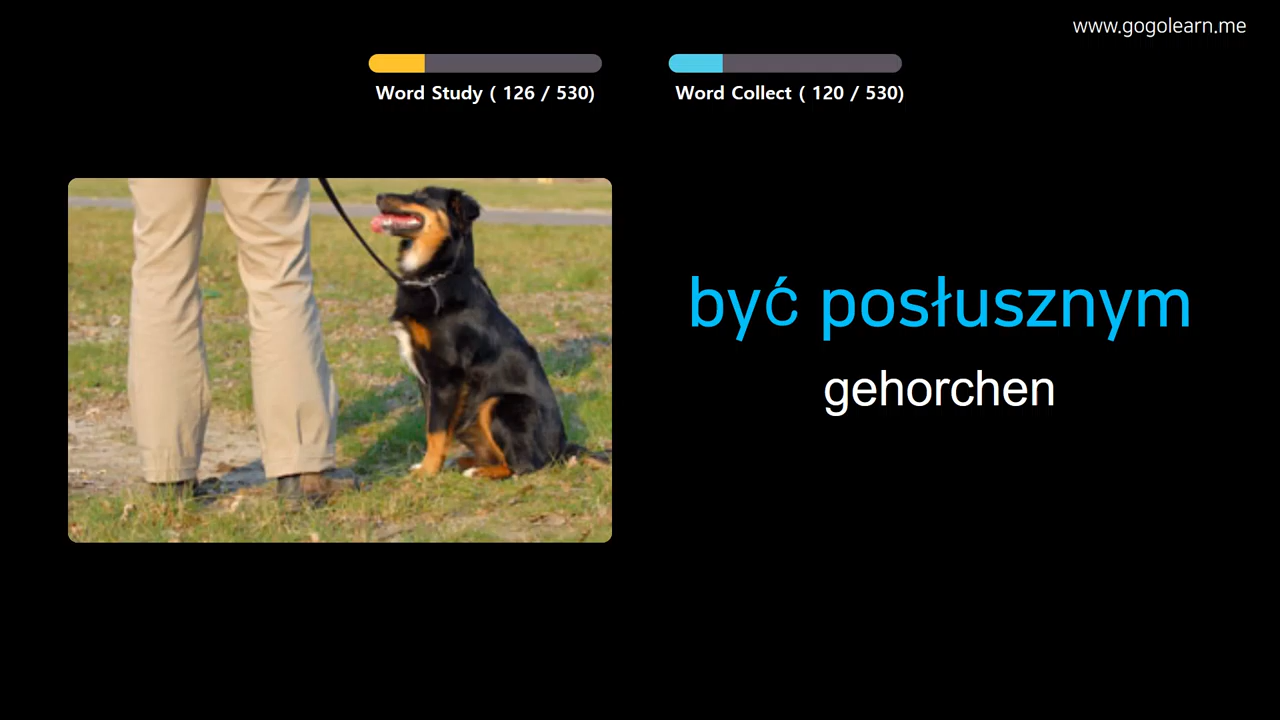 www.gogolearn.me
Word Study ( 126 / 530)
Word Collect ( 120 / 530)
być posłusznym
gehorchen